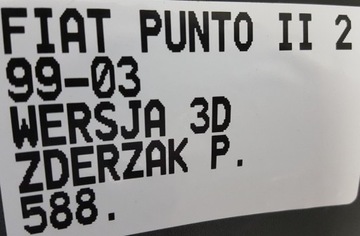 FIAT PUNTO II 2
99-03
WERSJA 3D
ZDERZAK P.
588.